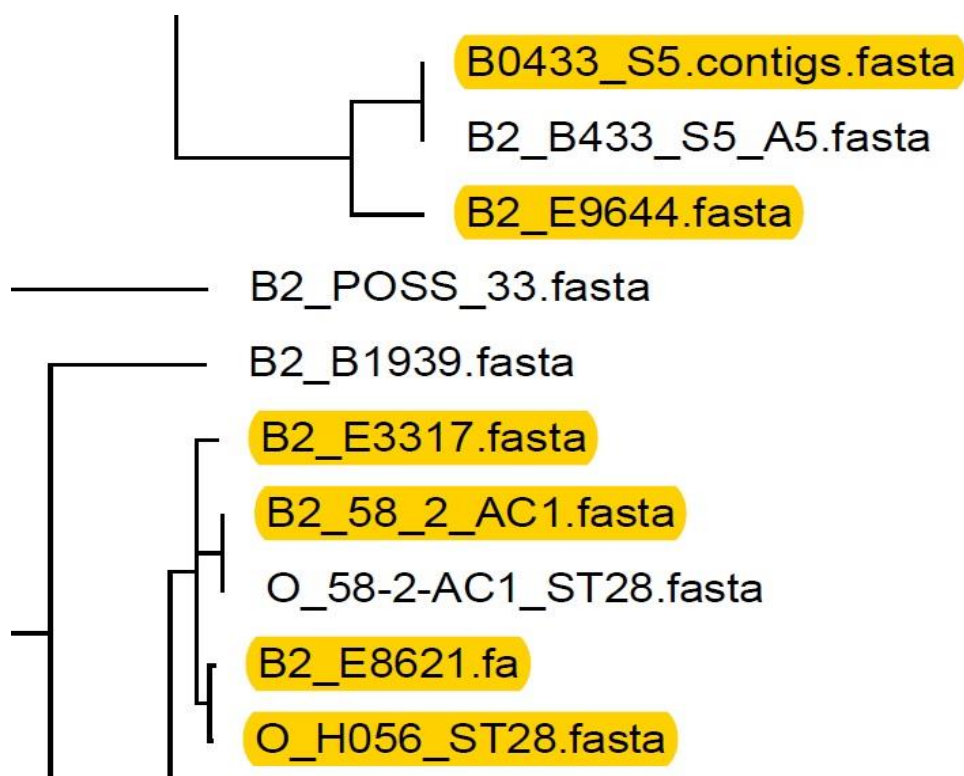 B0433_S5.contigs.fasta
B2_B433_S5_A5.fasta
B2_E9644.fasta
B2_POSS_33.fasta
B2_B1939.fasta
B2_E3317.fasta
B2_58_2_AC1.fasta
O_58-2-AC1_ST28.fasta
B2_E8621.fa
O_H056_ST28.fasta